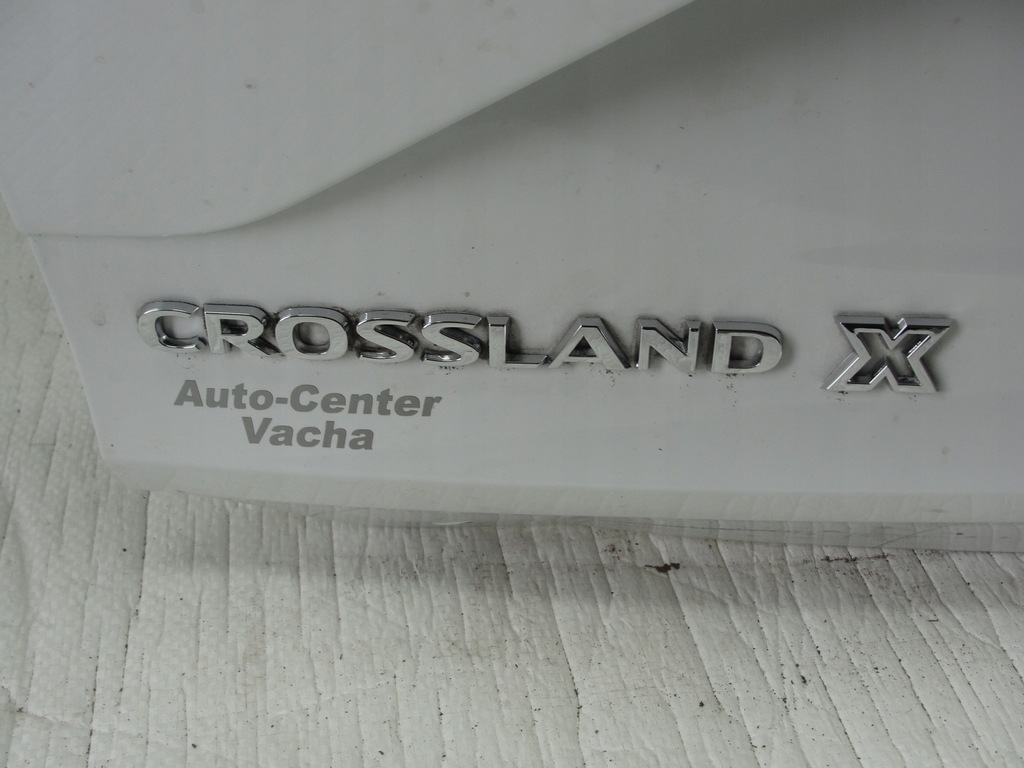 CROSSLAND X
Auto-Center
Vacha